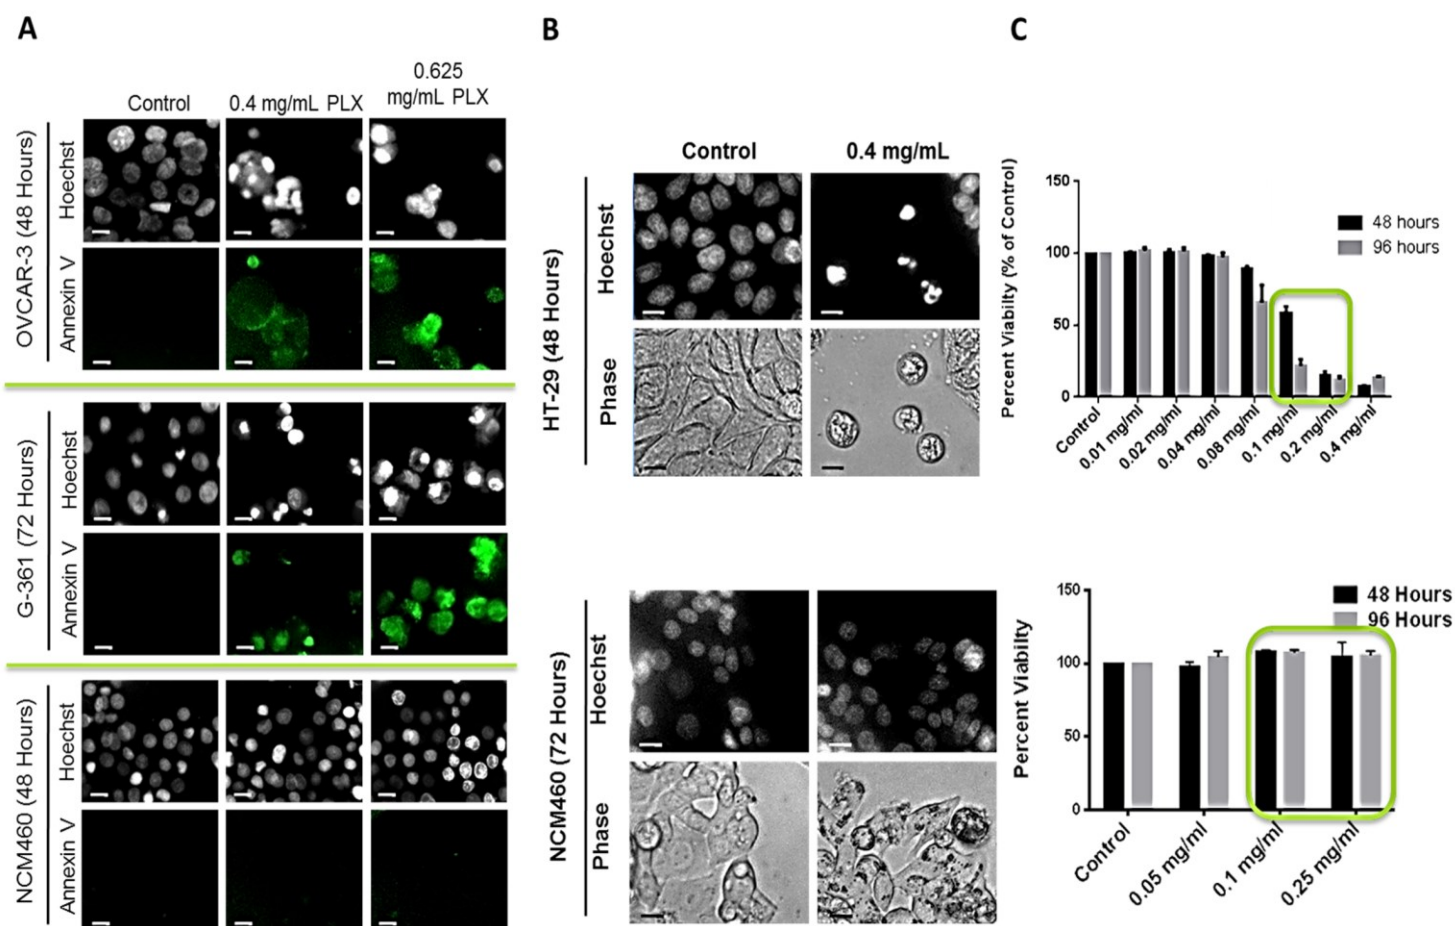 A
Control
0.4 mg/mL PLX
0.625
mg/mL PLX
OVCAR-3 (48 Hours)
Hoechst
Annexin V
G-361 (72 Hours)
Hoechst
Annexin V
NCM460 (48 Hours)
Hoechst
Annexin V
B
Control
0.4 mg/mL
HT-29 (48 Hours)
Hoechst
Phase
NCM460 (72 Hours)
Hoechst
Phase
C
Percent Viabilty (% of Control)
150
100
50
0
48 hours
96 hours
Control
0.01 mg/ml
0.02 mg/ml
0.04 mg/ml
0.08 mg/ml
0.1 mg/ml
0.2 mg/ml
0.4 mg/ml
Percent Viabilty
150
100
50
0
48 Hours
96 Hours
Control
0.05 mg/ml
0.1 mg/ml
0.25 mg/ml